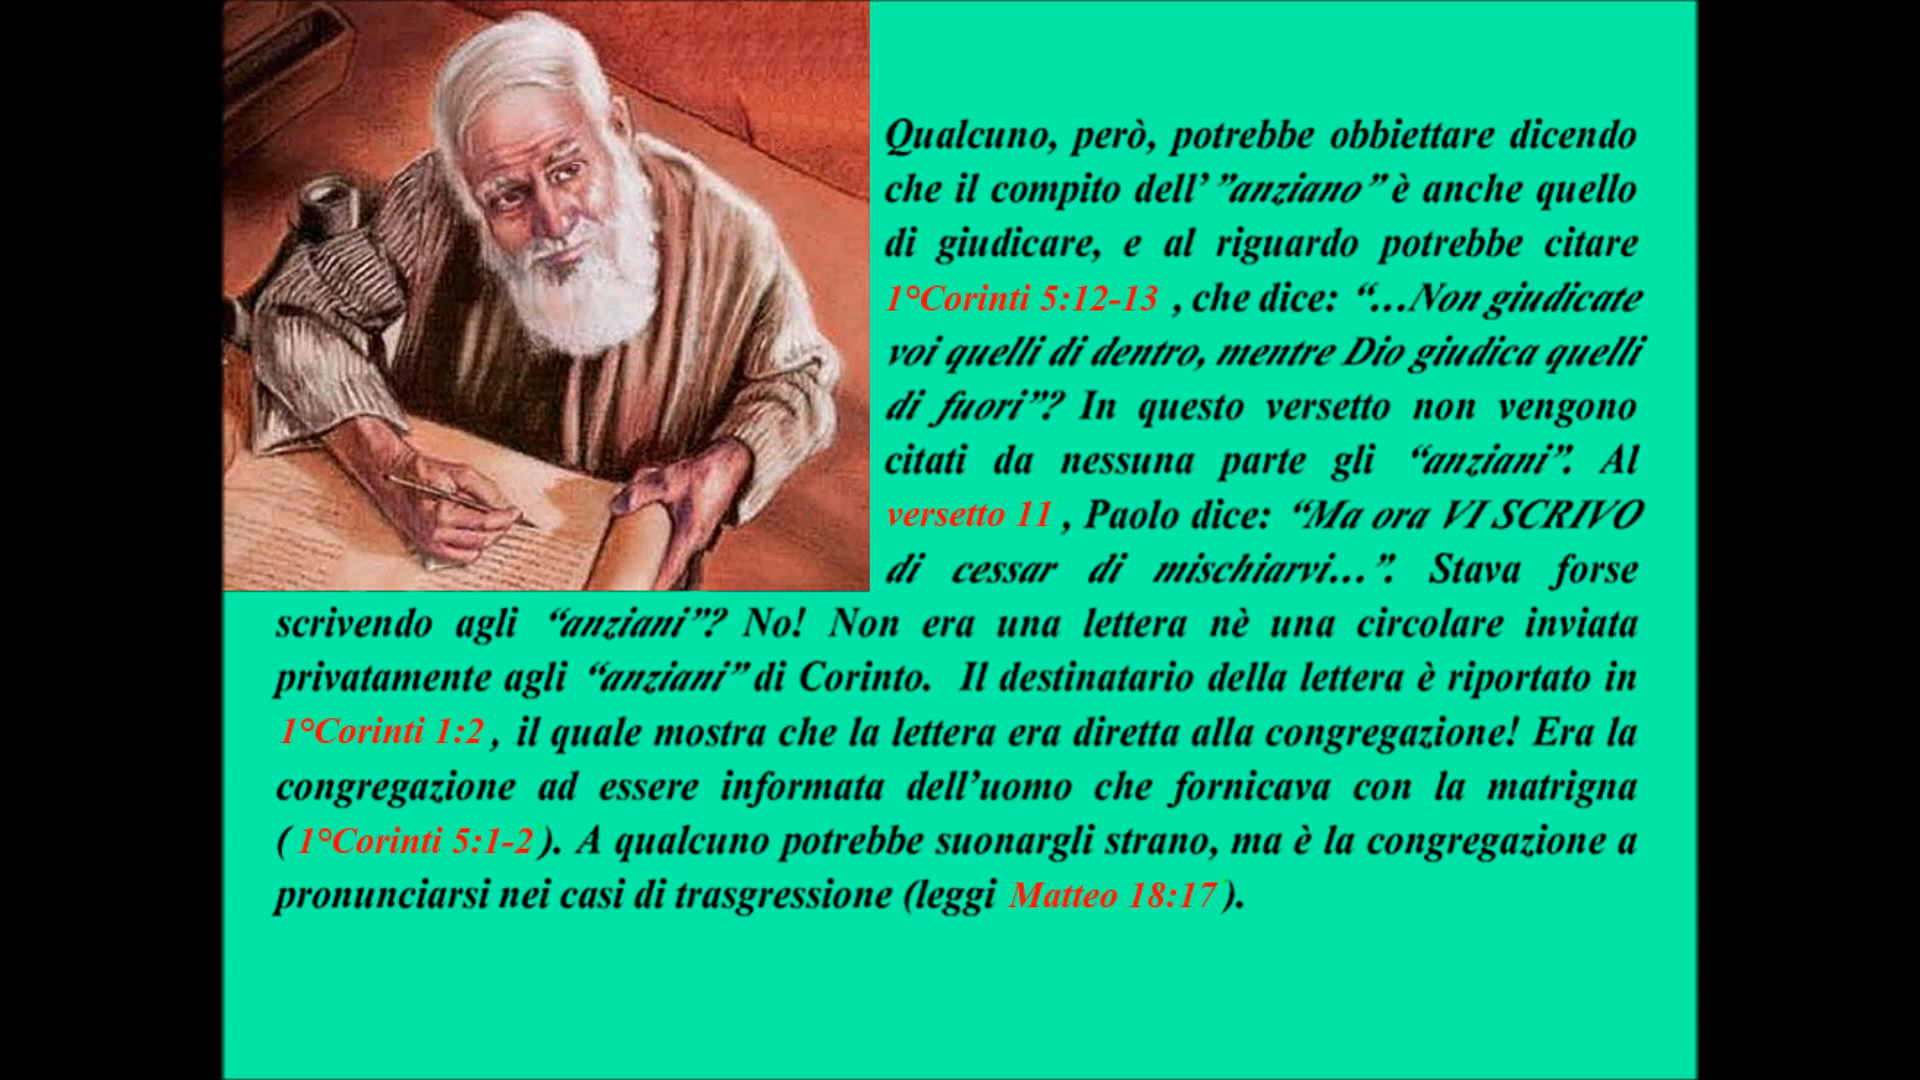 Qualcuno, però, potrebbe obbiettare dicendo
che il compito dell' ”anziano” è anche quello
di giudicare, e al riguardo potrebbe citare
1°Corinti 5:12-13 , che dice: “…Non giudicate
voi quelli di dentro, mentre Dio giudica quelli
di fuori”? In questo versetto non vengono
citati da nessuna parte gli “anziani”. Al
versetto 11 , Paolo dice: “Ma ora VI SCRIVO
di cessar di mischiarvi…”. Stava forse
scrivendo agli “anziani”? No! Non era una lettera nè una circolare inviata
privatamente agli “anziani” di Corinto. Il destinatario della lettera è riportato in
1°Corinti 1:2 , il quale mostra che la lettera era diretta alla congregazione! Era la
congregazione ad essere informata dell’uomo che fornicava con la matrigna
( 1°Corinti 5:1-2 ). A qualcuno potrebbe suonargli strano, ma è la congregazione a
pronunciarsi nei casi di trasgressione (leggi Matteo 18:17 ).